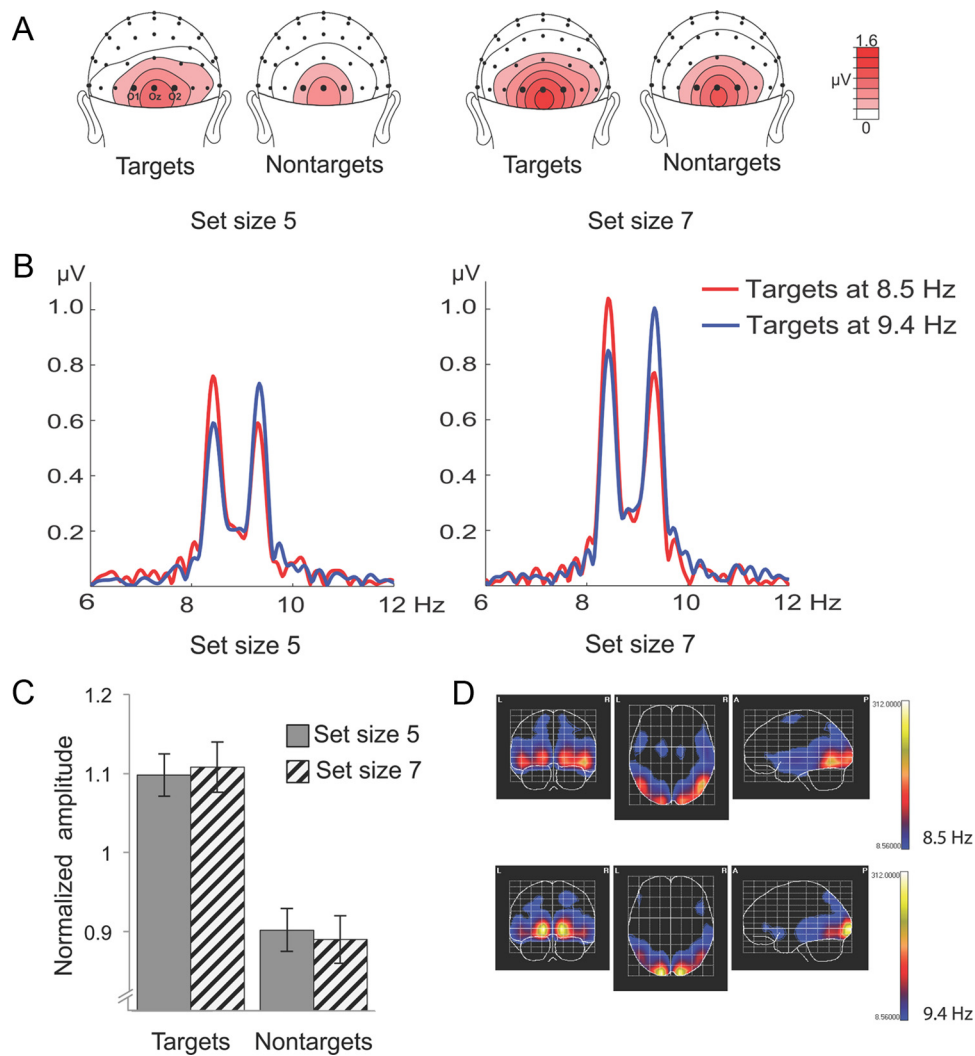 A
O1 Oz O2
Targets Nontargets Targets Nontargets
1.6
µV
0
Set size 5 Set size 7
B
µV
1.0
0.8
0.6
0.4
0.2
6 8 10 12 Hz
Set size 5
µV
1.0
0.8
0.6
0.4
0.2
6 8 10 12 Hz
Set size 7
Targets at 8.5 Hz
Targets at 9.4 Hz
C
Normalized amplitude
1.2
1.1
1
0.9
Set size 5
Set size 7
Targets Nontargets
D
L R L R A P
312.0000
8.56000
8.5 Hz
L R L R A P
312.0000
8.56000
9.4 Hz